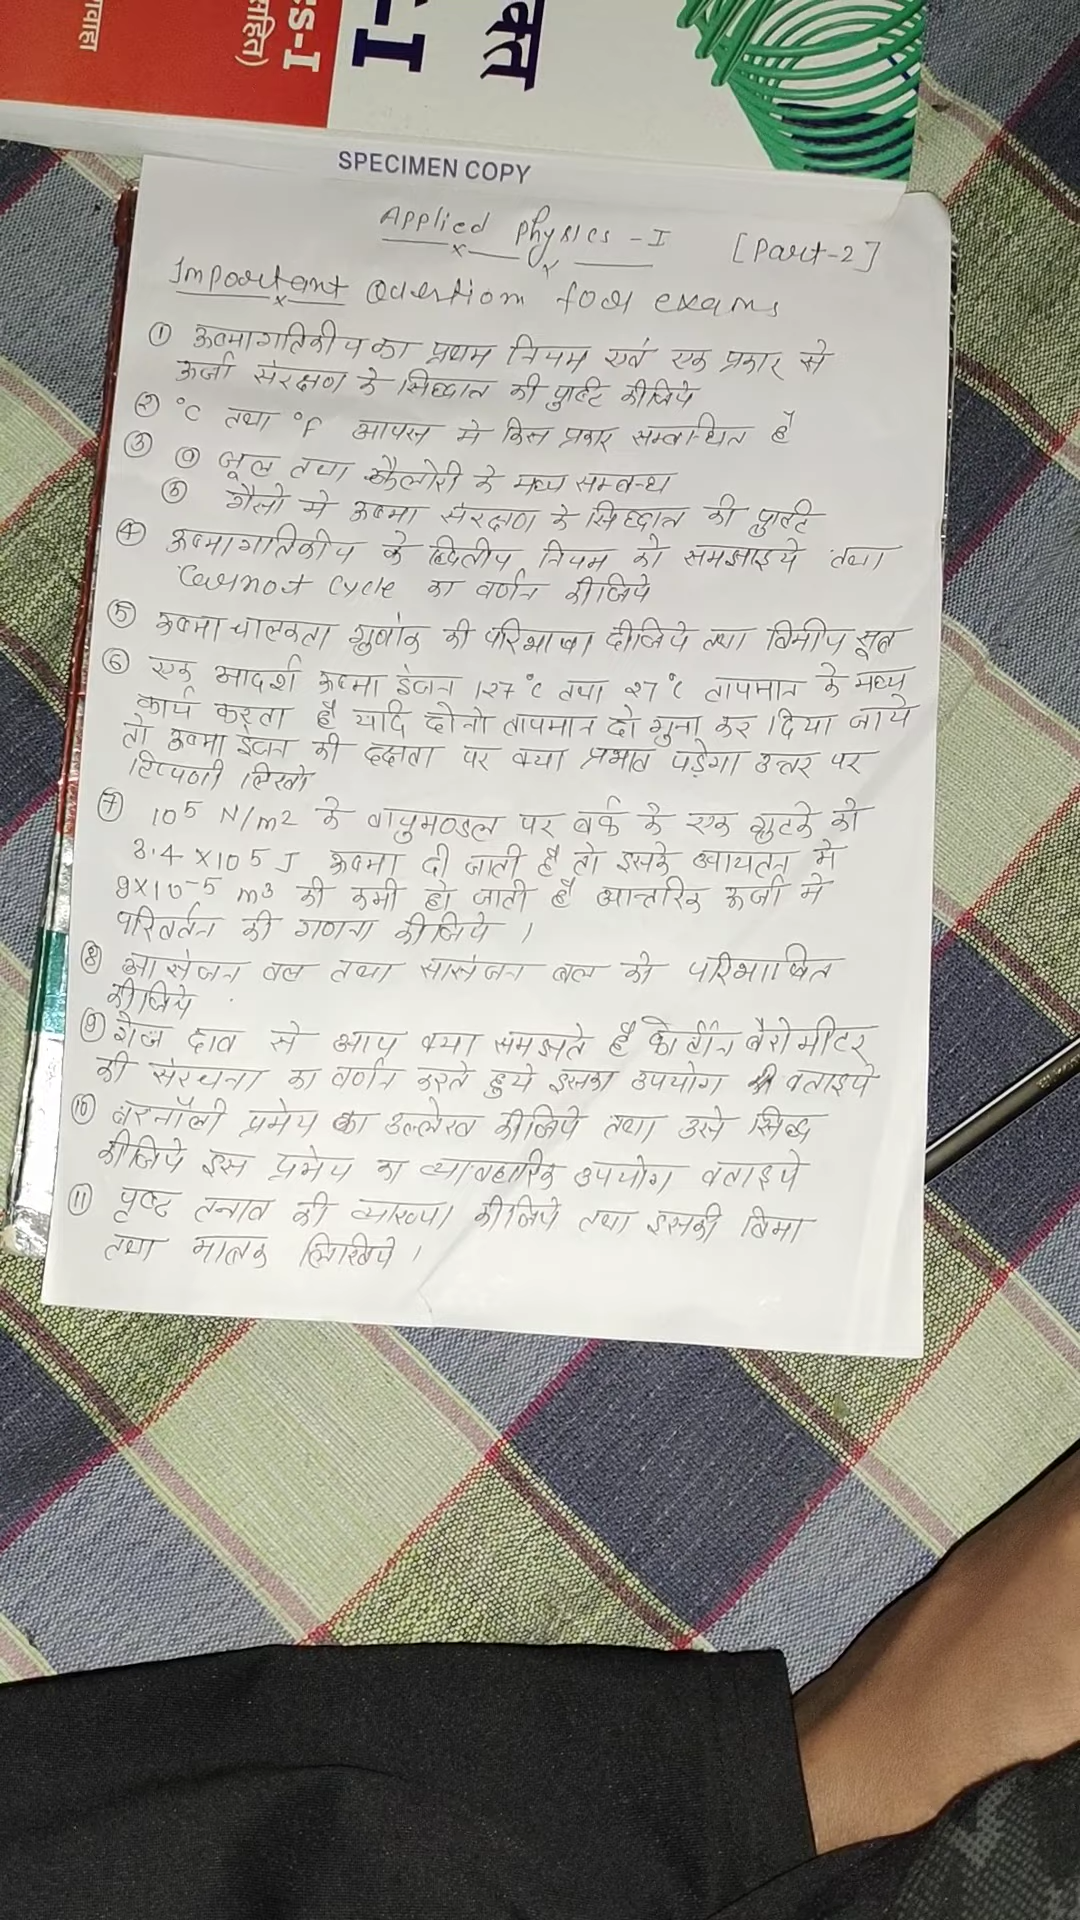 वाहा
सहित)
cs-I
-I
क्त
SPECIMEN COPY
Applied Physics - I [Part-2]
Important Question for exams
① ऊष्मागतिकीय का प्रथम नियम एवं एक प्रकार से
ऊर्जा संरक्षण के सिद्धात की पुष्टि कीजिये
② °C तथा °F आपस मे किस प्रकार सम्बन्धित है
③ ⓐ जूल तथा कैलोरी के मध्य सम्बन्ध
ⓑ गैसो मे ऊष्मा संरक्षण के सिद्धात की पुष्टि
④ ऊष्मागतिकीय के द्वितीय नियम को समझाइये तथा
Carnot cycle का वर्णन कीजिये
⑤ ऊष्मा चालकता गुणांक की परिभाषा दीजिये तथा विमीय सूत्र
⑥ एक आदर्श ऊष्मा इंजन 127°C तथा 27°C तापमान के मध्य
कार्य करता है यदि दोनो तापमान दो गुना कर दिया जाये
तो ऊष्मा इंजन की दक्षता पर क्या प्रभाव पड़ेगा उत्तर पर
टिप्पणी लिखो
⑦ 10⁵ N/m2 के वायुमण्डल पर बर्फ के एक गुटके को
3.4 × 10⁵ J ऊष्मा दी जाती है तो इसके आयतन मे
9×10⁻⁵ m³ की कमी हो जाती है आन्तरिक ऊर्जा मे
परिवर्तन की गणना कीजिये ।
⑧ आसंजन बल तथा सासंजन बल को परिभाषित
कीजिये
⑨ गेज दाब से आप क्या समझते है फोर्टीन बैरोमीटर
की संरचना का वर्णन करते हुये इसका उपयोग बताइये
⑩ बरनॉली प्रमेय का उल्लेख कीजिये तथा उसे सिद्ध
कीजिये इस प्रमेय का व्यावहारिक उपयोग बताइये
⑪ पृष्ट तनाव की व्याख्या कीजिये तथा इसकी विमा
तथा मात्रक लिखिये ।